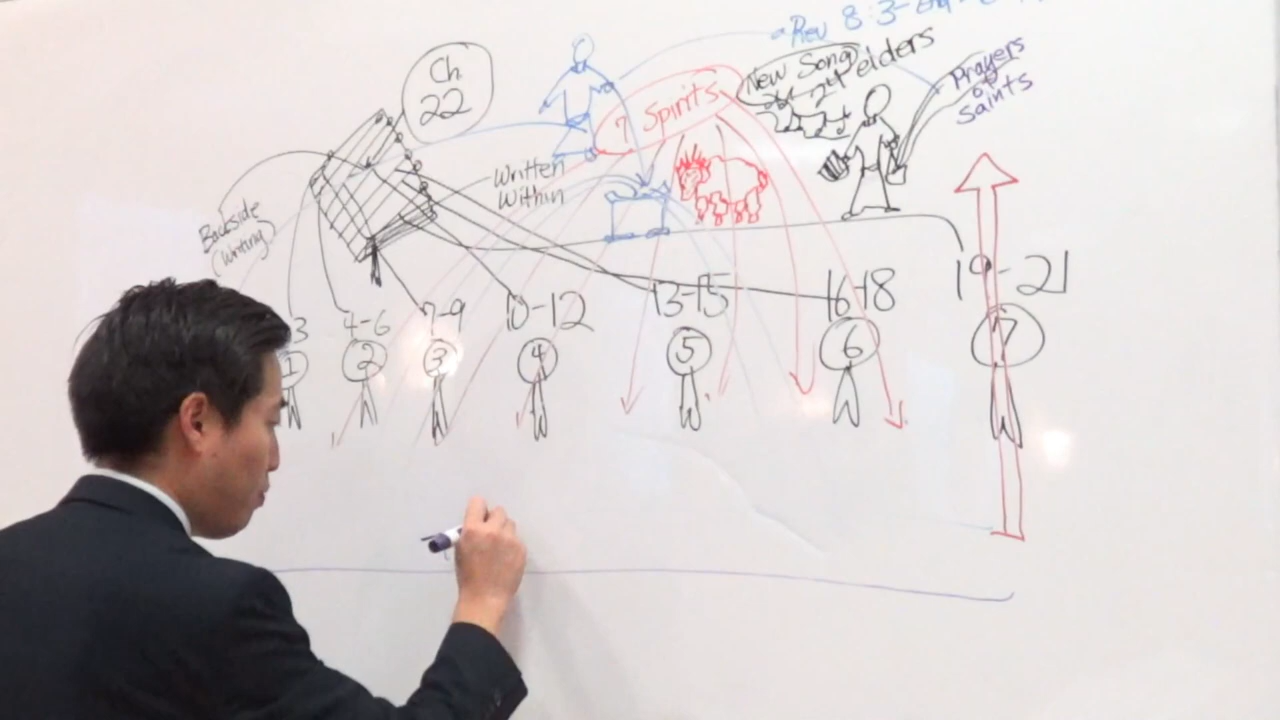 Rev 8:3-
Ch
22
7 Spirits
New Song
24 elders
Prayers
of
Saints
Written
Within
Backside
(Writing)
3
4-6
7-9
10-12
13-15
16-18
19-21
1
2
3
4
5
6
7